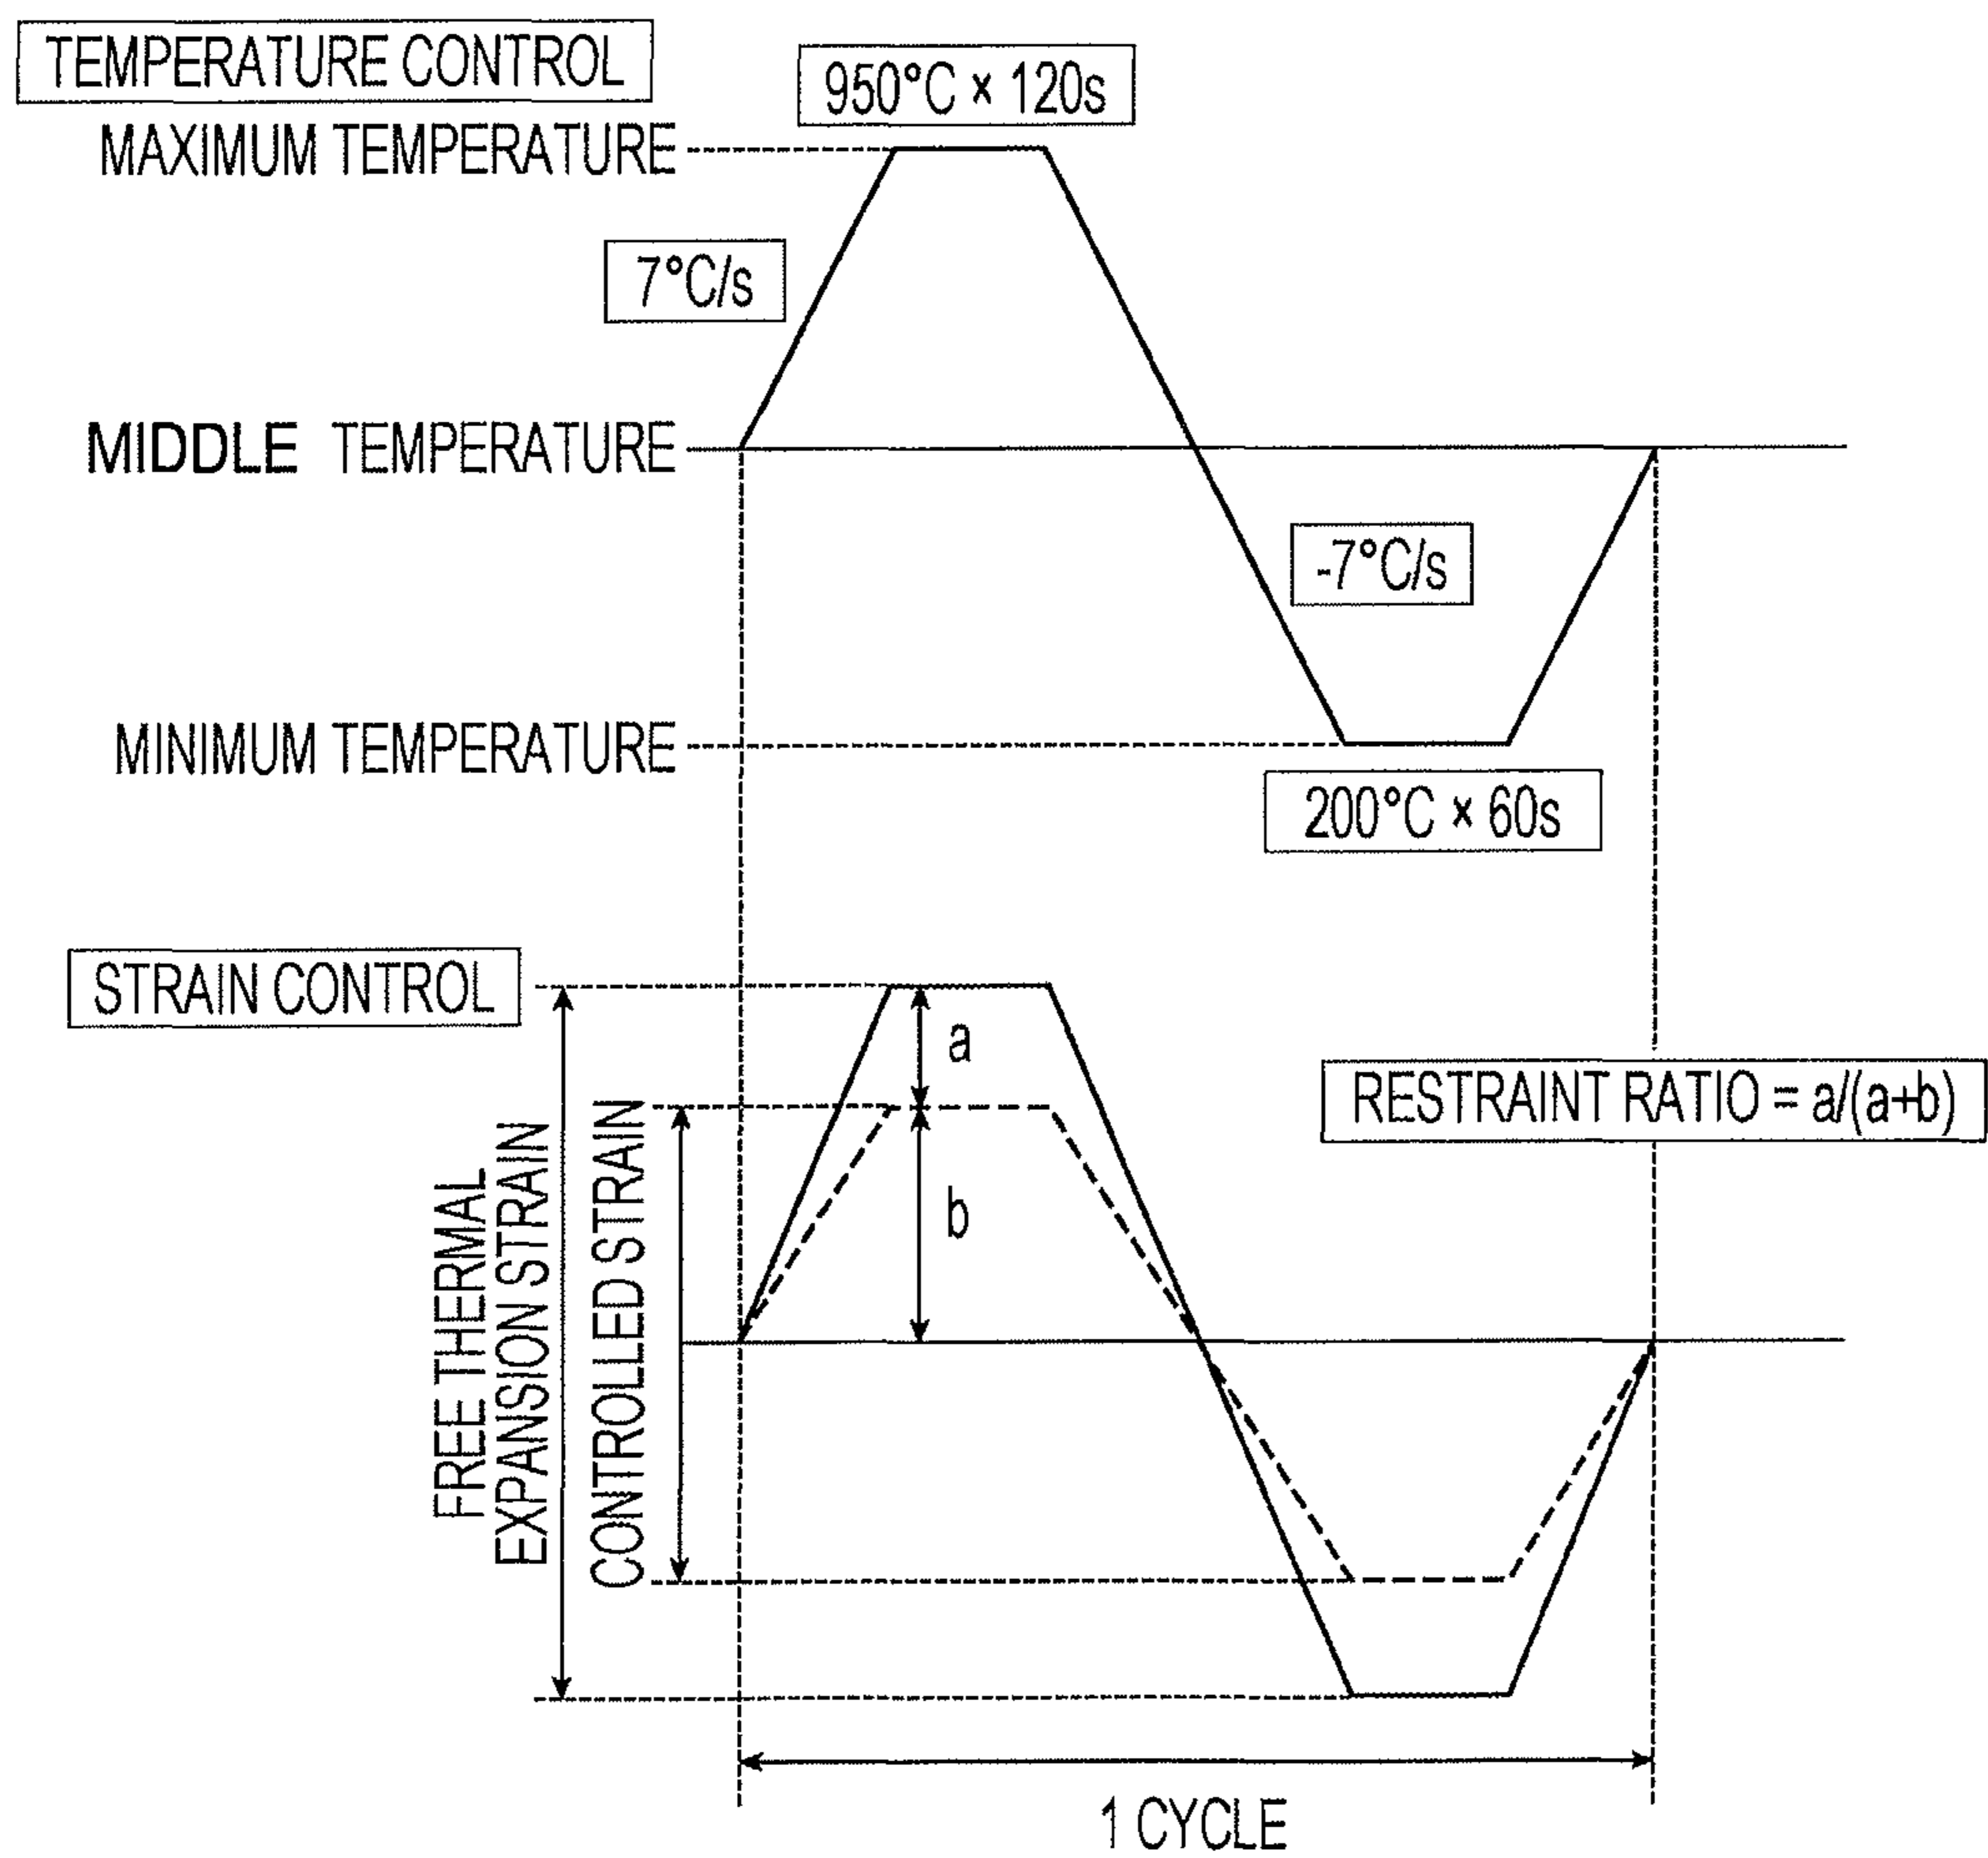 TEMPERATURE CONTROL
950°C × 120s
MAXIMUM TEMPERATURE
7°C/s
MIDDLE TEMPERATURE
-7°C/s
MINIMUM TEMPERATURE
200°C × 60s
STRAIN CONTROL
a
RESTRAINT RATIO = a/(a+b)
b
FREE THERMAL
EXPANSION STRAIN
CONTROLLED STRAIN
1 CYCLE